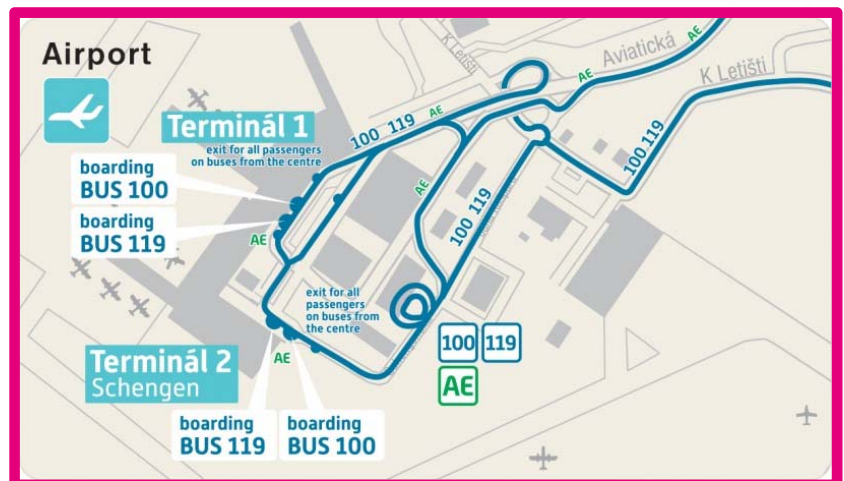 Airport
K Letišti
Aviatická
AE
AE
K Letišti
Terminál 1
exit for all passengers
on buses from the centre
100 119
AE
boarding
BUS 100
100 119
AE
boarding
BUS 119
100 119
AE
exit for all
passengers
on buses from
the centre
100 119
Terminál 2
Schengen
AE
AE
boarding
BUS 119
boarding
BUS 100